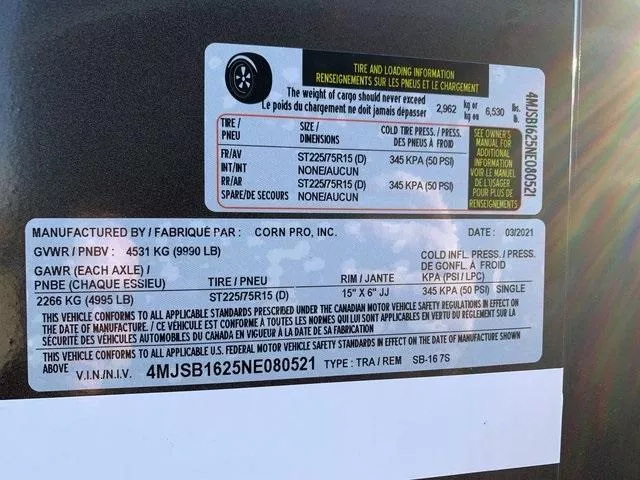 TIRE AND LOADING INFORMATION
RENSEIGNEMENTS SUR LES PNEUS ET LE CHARGEMENT
The weight of cargo should never exceed
Le poids du chargement ne doit jamais dépasser 2,962 kg or kg ou 6,530 lbs. lb.
TIRE / PNEU SIZE / DIMENSIONS COLD TIRE PRESS. / PRESS. DES PNEUS À FROID
FR/AV ST225/75R15 (D) 345 KPA (50 PSI)
INT/INT NONE/AUCUN
RR/AR ST225/75R15 (D) 345 KPA (50 PSI)
SPARE/DE SECOURS NONE/AUCUN
SEE OWNER'S
MANUAL FOR
ADDITIONAL
INFORMATION
VOIR LE MANUEL
DE L'USAGER
POUR PLUS DE
RENSEIGNEMENTS
4MJSB1625NE080521
MANUFACTURED BY / FABRIQUÉ PAR : CORN PRO, INC. DATE : 03/2021
GVWR / PNBV : 4531 KG (9990 LB)
GAWR (EACH AXLE) /
PNBE (CHAQUE ESSIEU) TIRE / PNEU RIM / JANTE COLD INFL. PRESS. / PRESS. DE GONFL. À FROID KPA (PSI / LPC)
2266 KG (4995 LB) ST225/75R15 (D) 15" X 6" JJ 345 KPA (50 PSI) SINGLE
THIS VEHICLE CONFORMS TO ALL APPLICABLE STANDARDS PRESCRIBED UNDER THE CANADIAN MOTOR VEHICLE SAFETY REGULATIONS IN EFFECT ON
THE DATE OF MANUFACTURE. / CE VÉHICULE EST CONFORME À TOUTES LES NORMES QUI LUI SONT APPLICABLES EN VERTU DU RÈGLEMENT SUR LA
SÉCURITÉ DES VÉHICULES AUTOMOBILES DU CANADA EN VIGUEUR À LA DATE DE SA FABRICATION
THIS VEHICLE CONFORMS TO ALL APPLICABLE U.S. FEDERAL MOTOR VEHICLE SAFETY STANDARDS IN EFFECT ON THE DATE OF MANUFACTURE SHOWN
ABOVE V.I.N./N.I.V. 4MJSB1625NE080521 TYPE : TRA / REM SB-16 7S